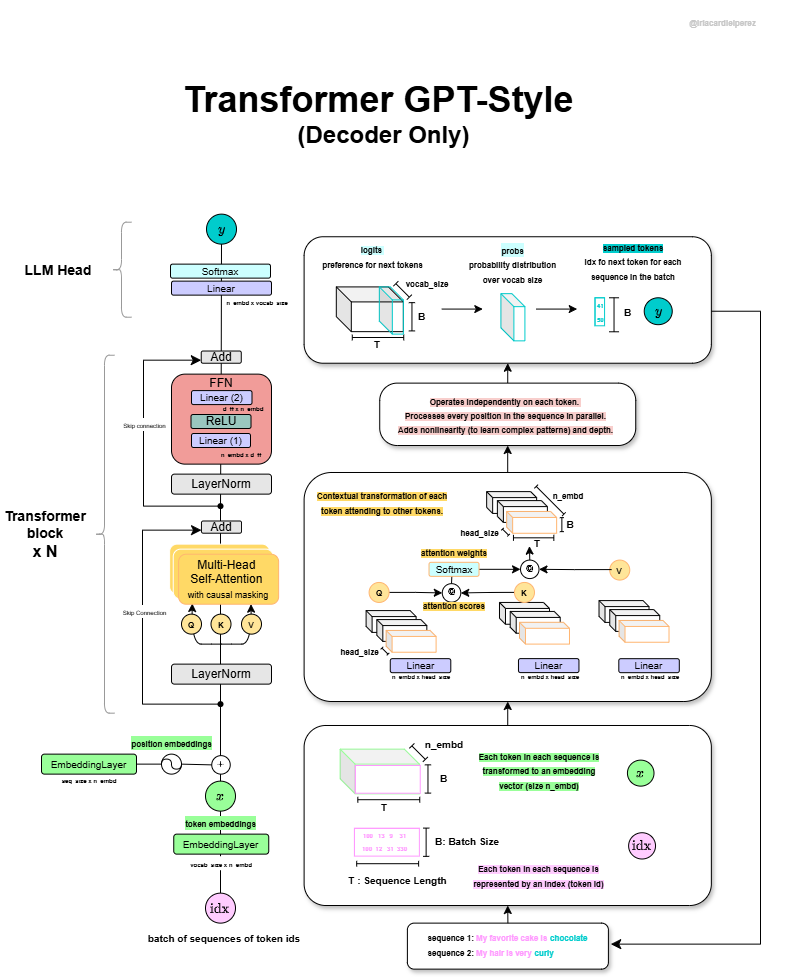 @iriacardielperez
Transformer GPT-Style
(Decoder Only)
LLM Head
y
Softmax
Linear
n_embd x vocab_size
Transformer
block
x N
Add
FFN
Linear (2)
d_ff x n_embd
ReLU
Linear (1)
n_embd x d_ff
Skip connection
LayerNorm
Add
Multi-Head
Self-Attention
with causal masking
Skip Connection
Q
K
V
LayerNorm
position embeddings
EmbeddingLayer
seq_size x n_embd
+
x
token embeddings
EmbeddingLayer
vocab_size x n_embd
idx
batch of sequences of token ids
logits
preference for next tokens
vocab_size
B
T
probs
probability distribution
over vocab size
sampled tokens
idx fo next token for each
sequence in the batch
41
59
B
y
Operates independently on each token.
Processes every position in the sequence in parallel.
Adds nonlinearity (to learn complex patterns) and depth.
Contextual transformation of each
token attending to other tokens.
n_embd
B
head_size
T
attention weights
Softmax
@
V
Q
@
K
attention scores
head_size
Linear
n_embd x head_size
Linear
n_embd x head_size
Linear
n_embd x head_size
n_embd
B
T
Each token in each sequence is
transformed to an embedding
vector (size n_embd)
x
B: Batch Size
T : Sequence Length
idx
Each token in each sequence is
represented by an index (token id)
sequence 1: My favorite cake is chocolate
sequence 2: My hair is very curly